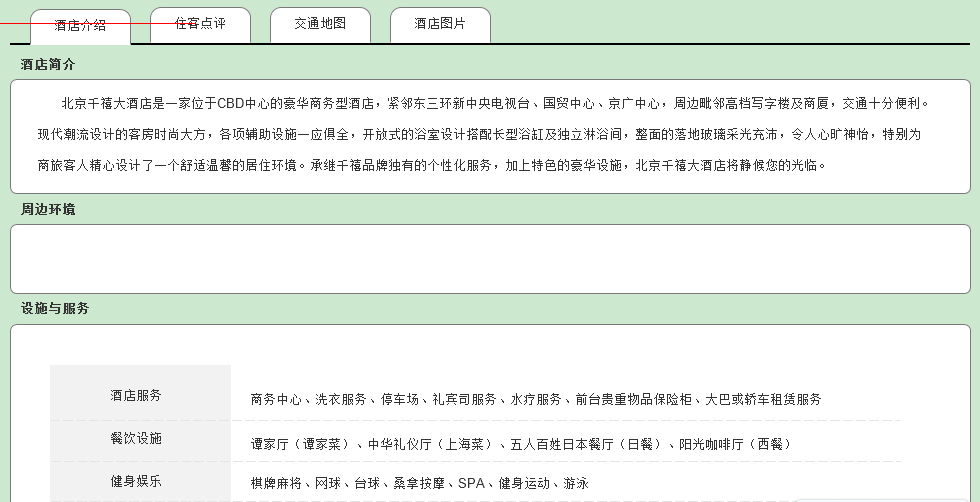 酒店介绍 住客点评 交通地图 酒店图片
酒店简介
北京千禧大酒店是一家位于CBD中心的豪华商务型酒店，紧邻东三环新中央电视台、国贸中心、京广中心，周边毗邻高档写字楼及商厦，交通十分便利。
现代潮流设计的客房时尚大方，各项辅助设施一应俱全，开放式的浴室设计搭配长型浴缸及独立淋浴间，整面的落地玻璃采光充沛，令人心旷神怡，特别为
商旅客人精心设计了一个舒适温馨的居住环境。承继千禧品牌独有的个性化服务，加上特色的豪华设施，北京千禧大酒店将静候您的光临。
周边环境
设施与服务
酒店服务 商务中心、洗衣服务、停车场、礼宾司服务、水疗服务、前台贵重物品保险柜、大巴或轿车租赁服务
餐饮设施 谭家厅（谭家菜）、中华礼仪厅（上海菜）、五人百姓日本餐厅（日餐）、阳光咖啡厅（西餐）
健身娱乐 棋牌麻将、网球、台球、桑拿按摩、SPA、健身运动、游泳